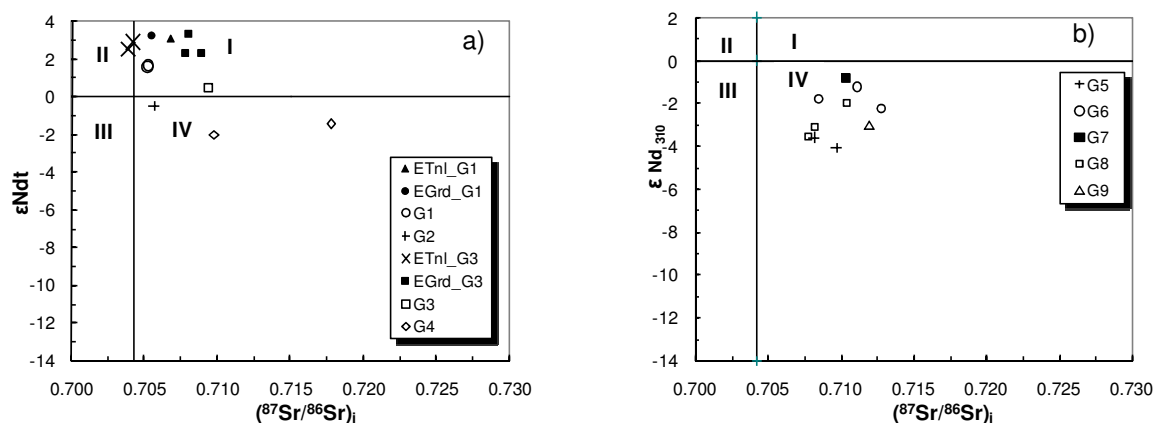 a)
I
II
III
IV
4
2
0
-2
-4
-6
-8
-10
-12
-14
εNdt
0.700 0.705 0.710 0.715 0.720 0.725 0.730
(⁸⁷Sr/⁸⁶Sr)ᵢ
ETnl_G1
EGrd_G1
G1
G2
ETnl_G3
EGrd_G3
G3
G4
b)
I
II
III
IV
2
0
-2
-4
-6
-8
-10
-12
-14
ε Nd₃₁₀
0.700 0.705 0.710 0.715 0.720 0.725 0.730
(⁸⁷Sr/⁸⁶Sr)ᵢ
G5
G6
G7
G8
G9